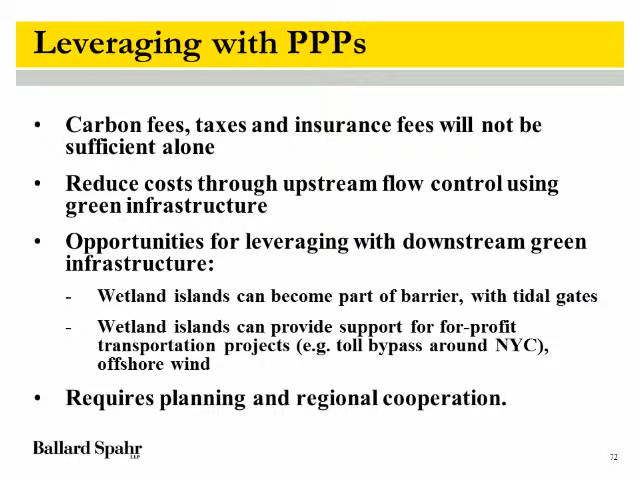 Leveraging with PPPs
• Carbon fees, taxes and insurance fees will not be
sufficient alone
• Reduce costs through upstream flow control using
green infrastructure
• Opportunities for leveraging with downstream green
infrastructure:
- Wetland islands can become part of barrier, with tidal gates
- Wetland islands can provide support for for-profit
transportation projects (e.g. toll bypass around NYC),
offshore wind
• Requires planning and regional cooperation.
Ballard Spahr
LLP
72